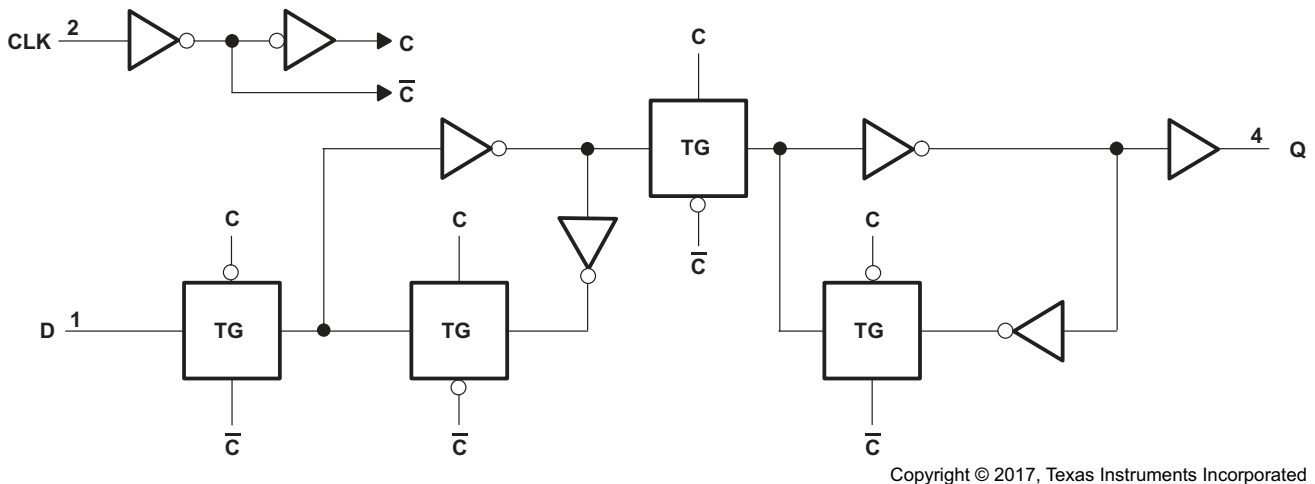 CLK 2
C
C̅
C
TG
4
Q
C̅
C
C
C
D 1
TG
TG
TG
C̅
C̅
C̅
Copyright © 2017, Texas Instruments Incorporated